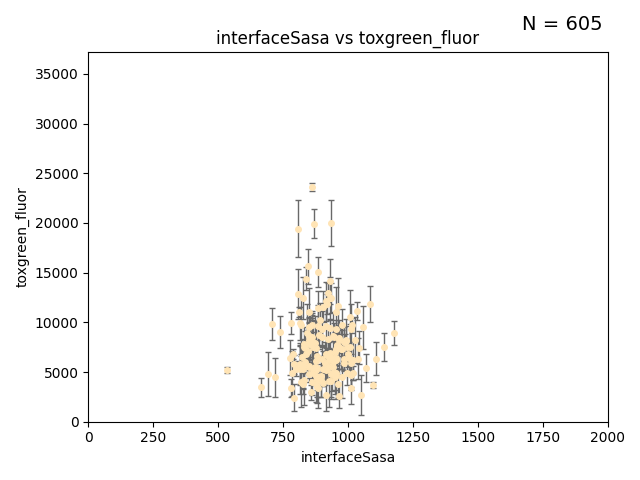 N = 605
interfaceSasa vs toxgreen_fluor
35000
30000
25000
20000
15000
10000
5000
0
toxgreen_fluor
0 250 500 750 1000 1250 1500 1750 2000
interfaceSasa